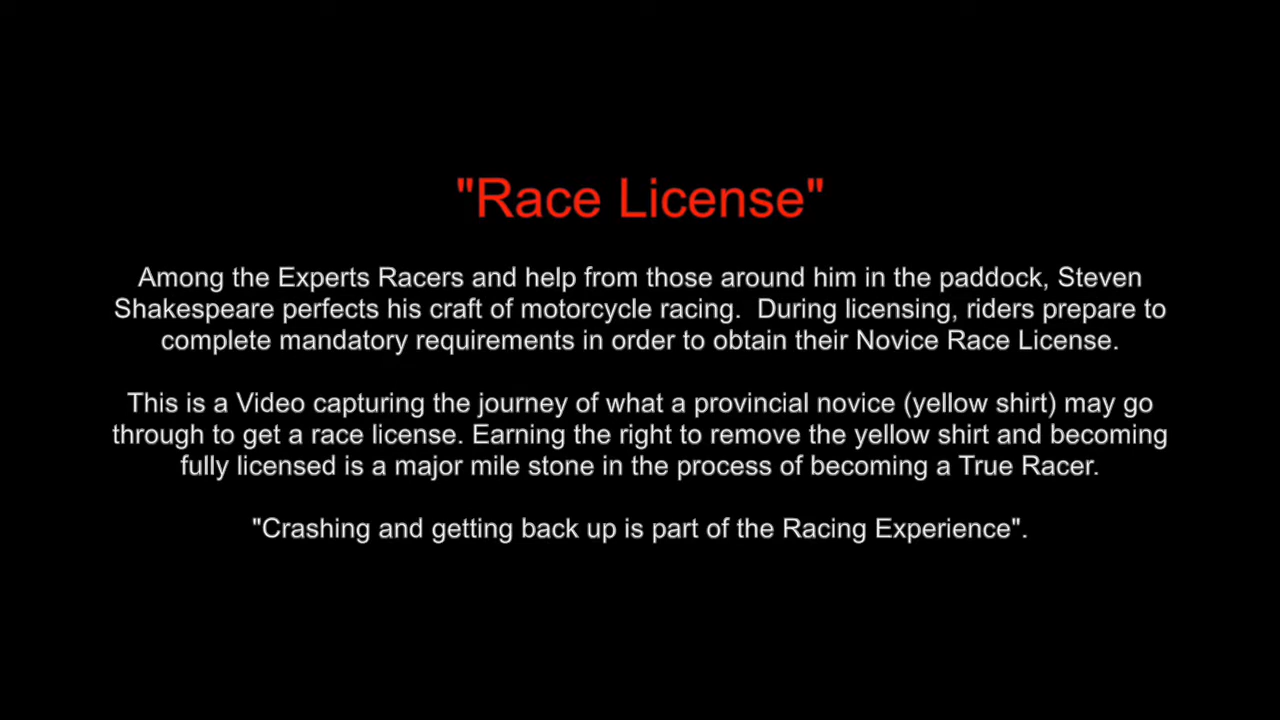 "Race License"
Among the Experts Racers and help from those around him in the paddock, Steven
Shakespeare perfects his craft of motorcycle racing.  During licensing, riders prepare to
complete mandatory requirements in order to obtain their Novice Race License.
This is a Video capturing the journey of what a provincial novice (yellow shirt) may go
through to get a race license. Earning the right to remove the yellow shirt and becoming
fully licensed is a major mile stone in the process of becoming a True Racer.
"Crashing and getting back up is part of the Racing Experience".